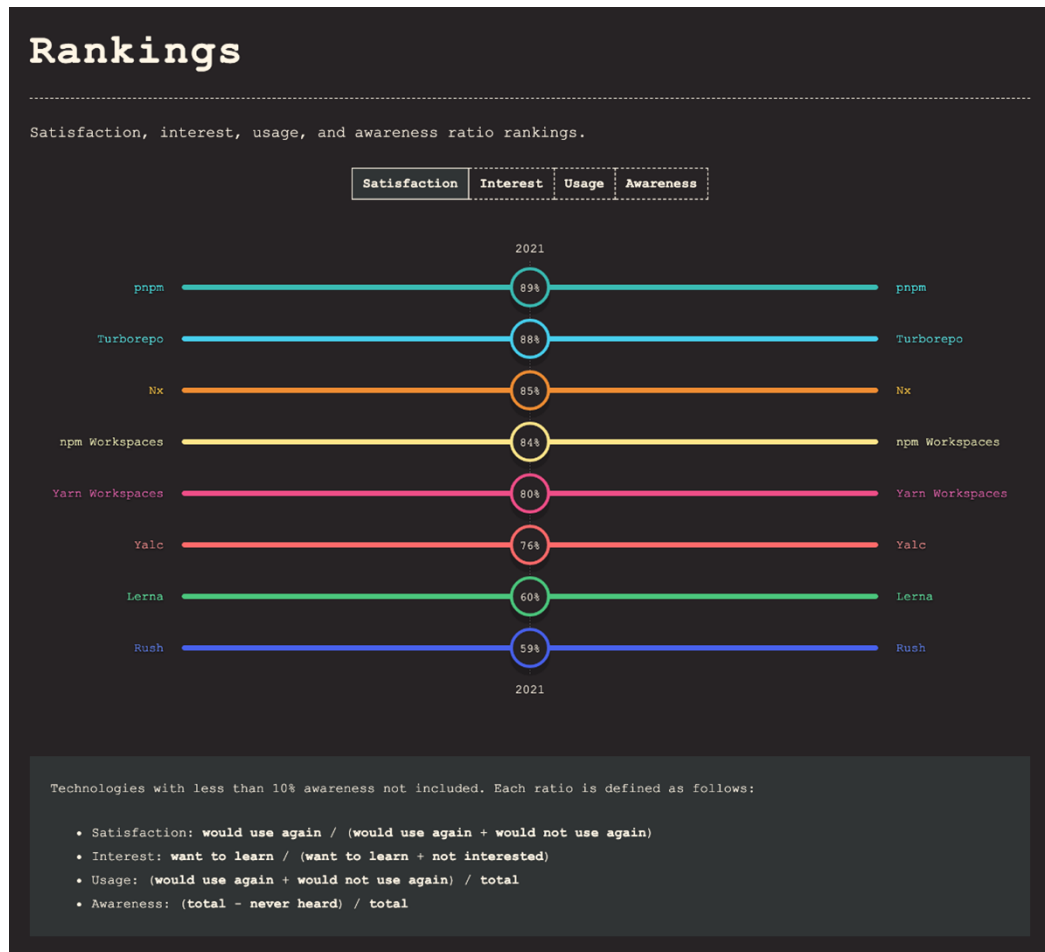 Rankings
Satisfaction, interest, usage, and awareness ratio rankings.
Satisfaction Interest Usage Awareness
2021
pnpm 89% pnpm
Turborepo 88% Turborepo
Nx 85% Nx
npm Workspaces 84% npm Workspaces
Yarn Workspaces 80% Yarn Workspaces
Yalc 76% Yalc
Lerna 60% Lerna
Rush 59% Rush
2021
Technologies with less than 10% awareness not included. Each ratio is defined as follows:
• Satisfaction: would use again / (would use again + would not use again)
• Interest: want to learn / (want to learn + not interested)
• Usage: (would use again + would not use again) / total
• Awareness: (total - never heard) / total